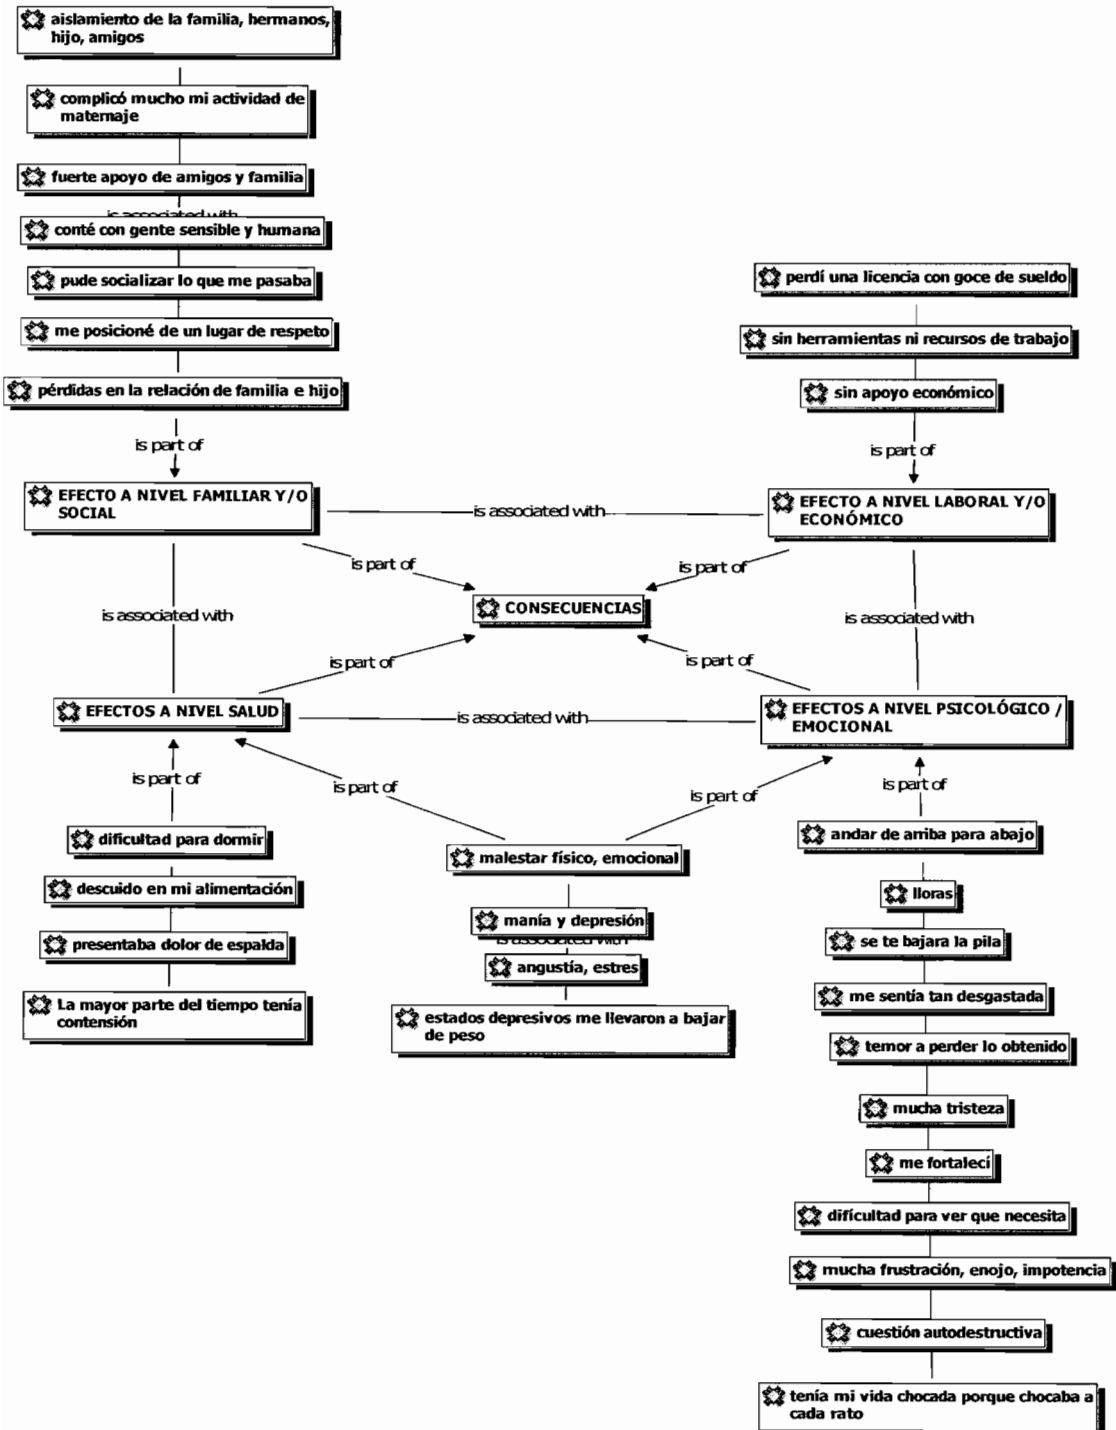 aislamiento de la familia, hermanos,
hijo, amigos
complicó mucho mi actividad de
maternaje
fuerte apoyo de amigos y familia
is associated with
conté con gente sensible y humana
pude socializar lo que me pasaba
me posicioné de un lugar de respeto
pérdidas en la relación de familia e hijo
is part of
perdí una licencia con goce de sueldo
sin herramientas ni recursos de trabajo
sin apoyo económico
is part of
EFECTO A NIVEL FAMILIAR Y/O
SOCIAL
is associated with
EFECTO A NIVEL LABORAL Y/O
ECONÓMICO
is part of
is part of
CONSECUENCIAS
is associated with
is associated with
is part of
is part of
EFECTOS A NIVEL SALUD
is associated with
EFECTOS A NIVEL PSICOLÓGICO /
EMOCIONAL
is part of
is part of
is part of
is part of
dificultad para dormir
descuido en mi alimentación
presentaba dolor de espalda
La mayor parte del tiempo tenía
contensión
malestar físico, emocional
manía y depresión
is associated with
angustía, estres
estados depresivos me llevaron a bajar
de peso
andar de arriba para abajo
lloras
se te bajara la pila
me sentía tan desgastada
temor a perder lo obtenido
mucha tristeza
me fortalecí
dificultad para ver que necesita
mucha frustración, enojo, impotencia
cuestión autodestructiva
tenía mi vida chocada porque chocaba a
cada rato